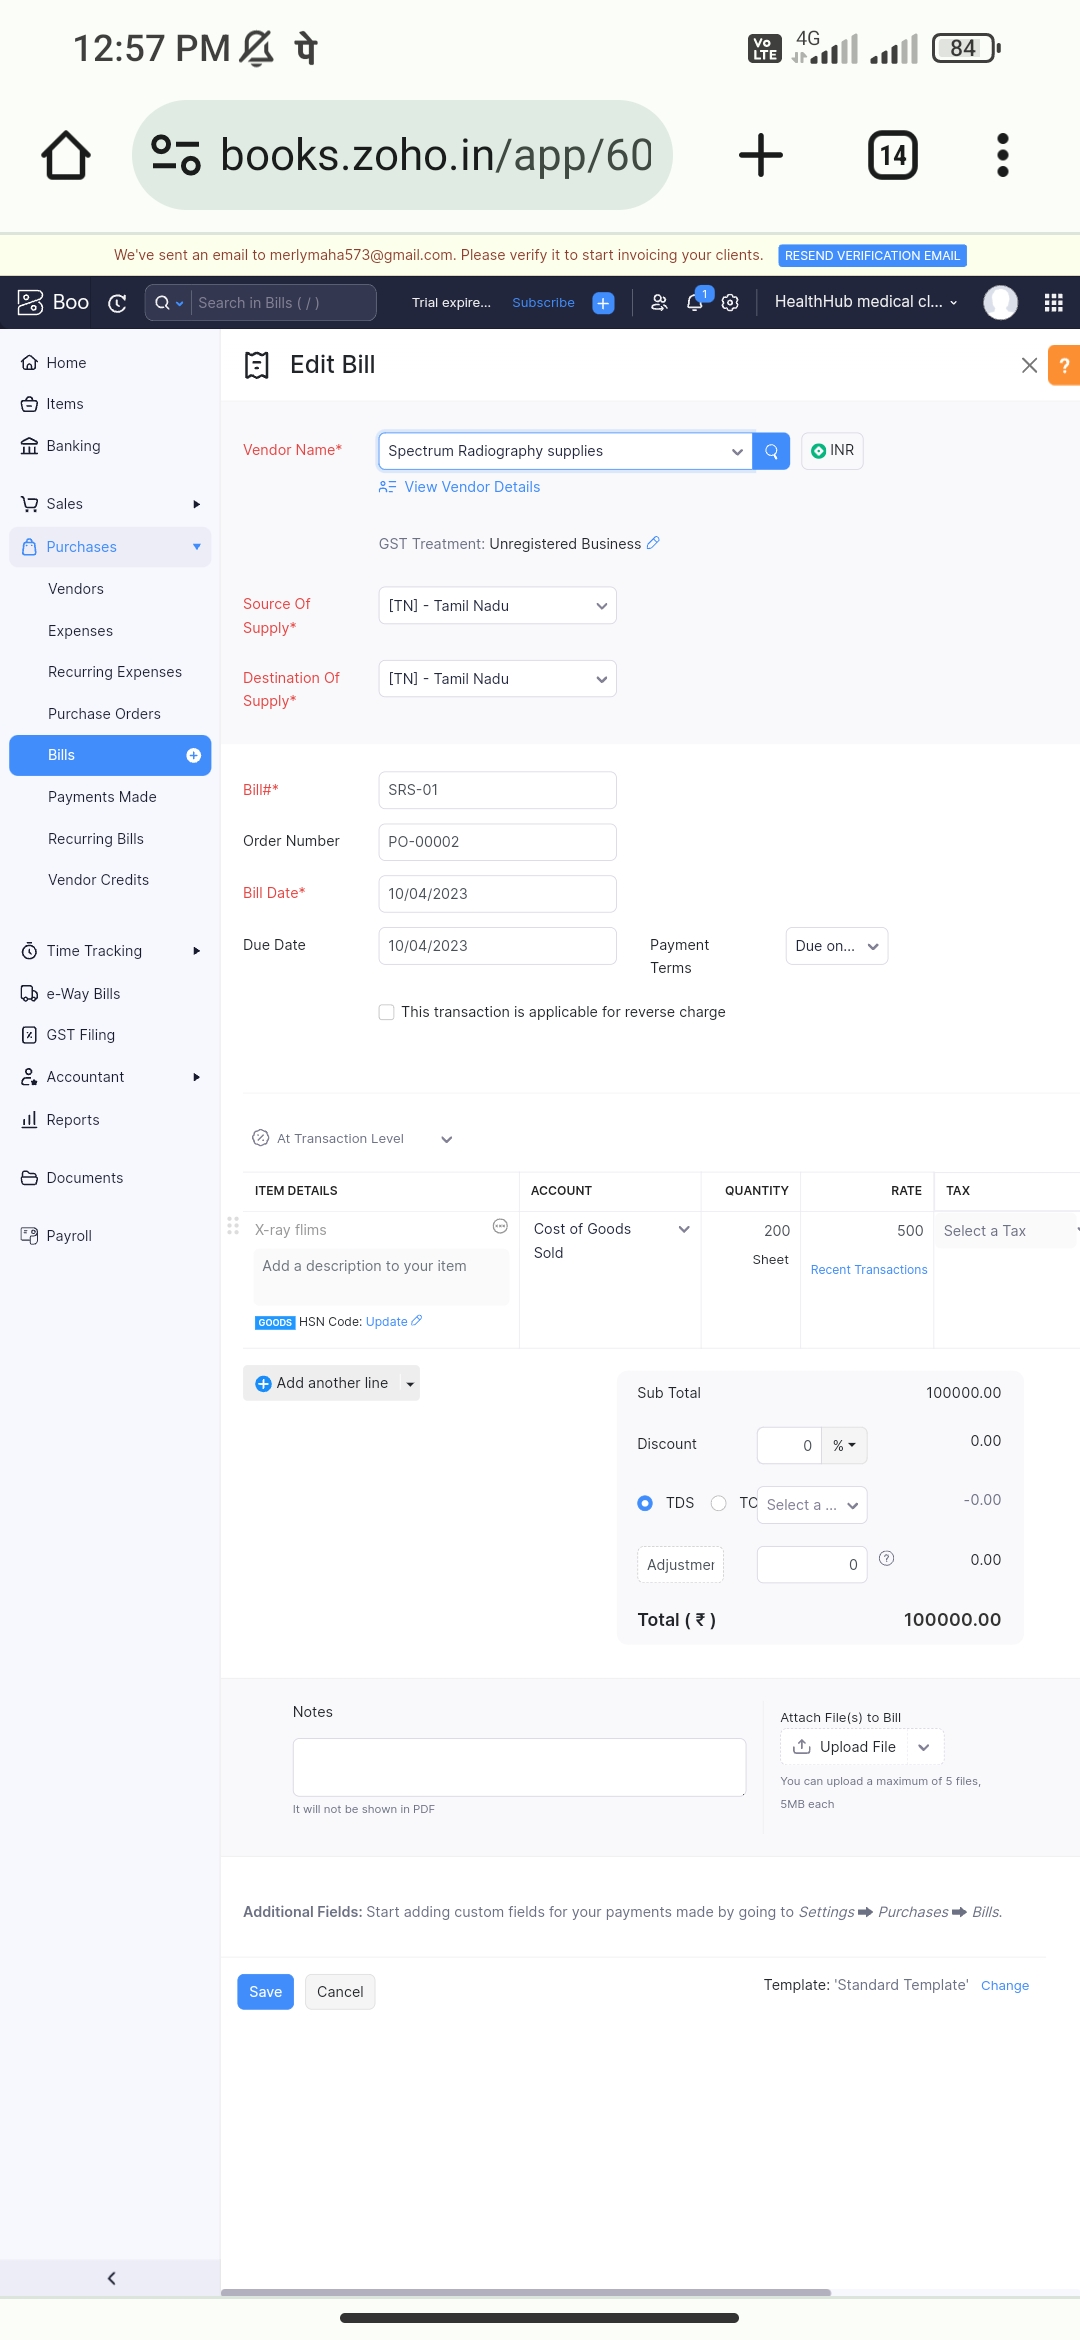 12:57 PM पे Vo LTE 4G 84
books.zoho.in/app/60 14
We've sent an email to merlymaha573@gmail.com. Please verify it to start invoicing your clients. RESEND VERIFICATION EMAIL
Boo Search in Bills ( / ) Trial expire... Subscribe 1 HealthHub medical cl...
Home
Items
Banking
Sales
Purchases
Vendors
Expenses
Recurring Expenses
Purchase Orders
Bills
Payments Made
Recurring Bills
Vendor Credits
Time Tracking
e-Way Bills
GST Filing
Accountant
Reports
Documents
Payroll
Edit Bill ?
Vendor Name* Spectrum Radiography supplies INR
View Vendor Details
GST Treatment: Unregistered Business
Source Of Supply* [TN] - Tamil Nadu
Destination Of Supply* [TN] - Tamil Nadu
Bill#* SRS-01
Order Number PO-00002
Bill Date* 10/04/2023
Due Date 10/04/2023 Payment Terms Due on...
This transaction is applicable for reverse charge
At Transaction Level
ITEM DETAILS ACCOUNT QUANTITY RATE TAX
X-ray flims Cost of Goods Sold 200 500 Select a Tax
Sheet
Add a description to your item Recent Transactions
GOODS HSN Code: Update
Add another line
Sub Total 100000.00
Discount 0 % 0.00
TDS TC Select a ... -0.00
Adjustmer 0 ? 0.00
Total ( ₹ ) 100000.00
Notes
It will not be shown in PDF
Attach File(s) to Bill
Upload File
You can upload a maximum of 5 files,
5MB each
Additional Fields: Start adding custom fields for your payments made by going to Settings ➡ Purchases ➡ Bills.
Save Cancel Template: 'Standard Template' Change